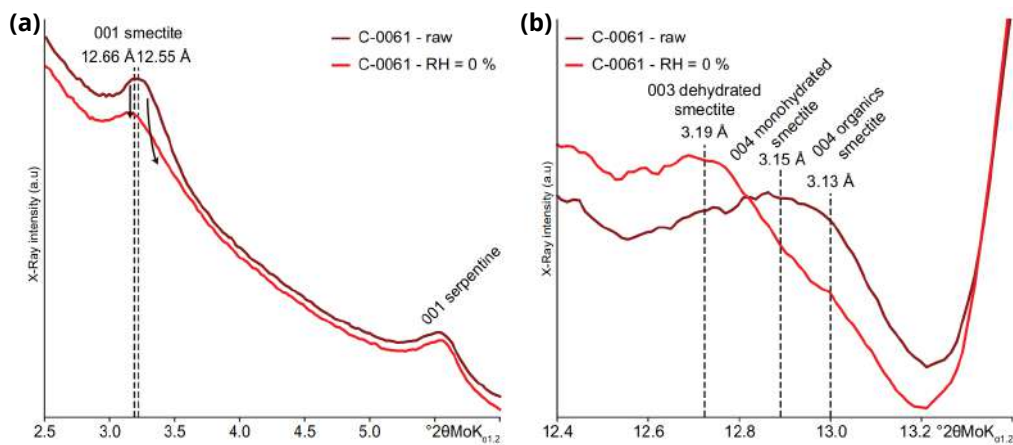 (a)
001 smectite
12.66 Å 12.55 Å
C-0061 - raw
C-0061 - RH = 0 %
001 serpentine
X-Ray intensity (a.u)
2.5 3.0 3.5 4.0 4.5 5.0 °2θMoKα1.2
(b)
C-0061 - raw
C-0061 - RH = 0 %
003 dehydrated
smectite
3.19 Å
004 monohydrated
smectite
3.15 Å
004 organics
smectite
3.13 Å
X-Ray intensity (a.u)
12.4 12.6 12.8 13.0 13.2 °2θMoKα1.2